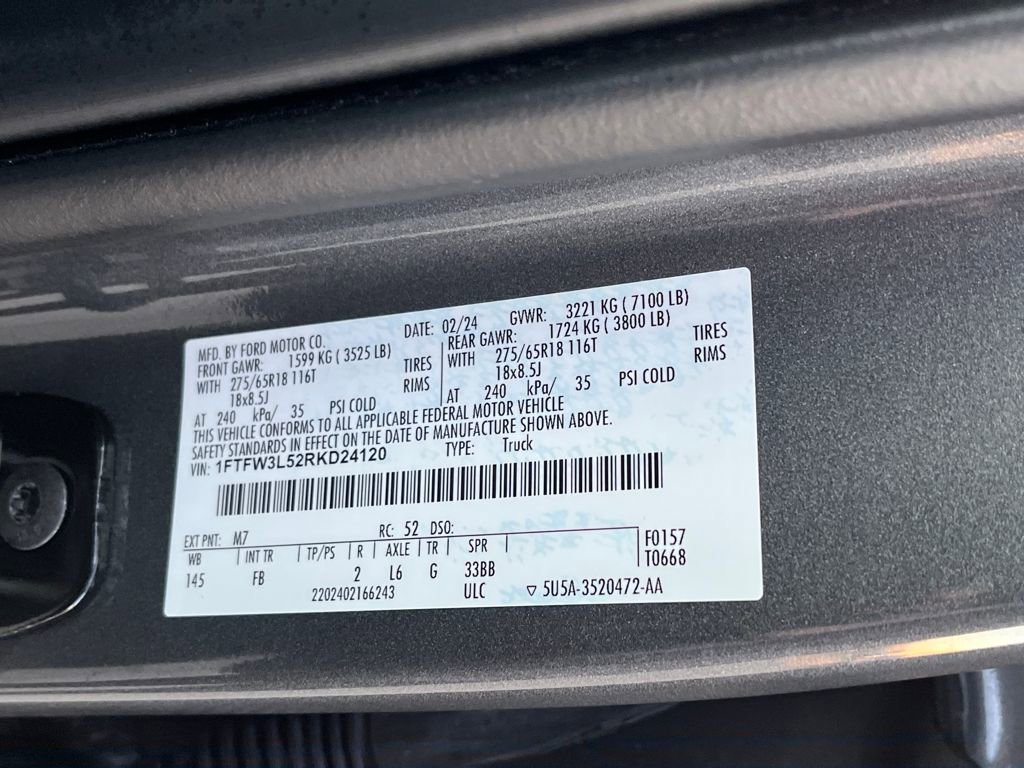 MFD. BY FORD MOTOR CO. DATE: 02/24 GVWR: 3221 KG ( 7100 LB)
FRONT GAWR: 1599 KG ( 3525 LB) REAR GAWR: 1724 KG ( 3800 LB)
WITH 275/65R18 116T TIRES WITH 275/65R18 116T TIRES
18x8.5J RIMS 18x8.5J RIMS
AT 240 kPa/ 35 PSI COLD AT 240 kPa/ 35 PSI COLD
THIS VEHICLE CONFORMS TO ALL APPLICABLE FEDERAL MOTOR VEHICLE
SAFETY STANDARDS IN EFFECT ON THE DATE OF MANUFACTURE SHOWN ABOVE.
VIN: 1FTFW3L52RKD24120 TYPE: Truck
EXT PNT: M7 RC: 52 DSO:
WB INT TR TP/PS R AXLE TR SPR F0157
145 FB 2 L6 G 33BB T0668
2202402166243 ULC ▽ 5U5A-3520472-AA